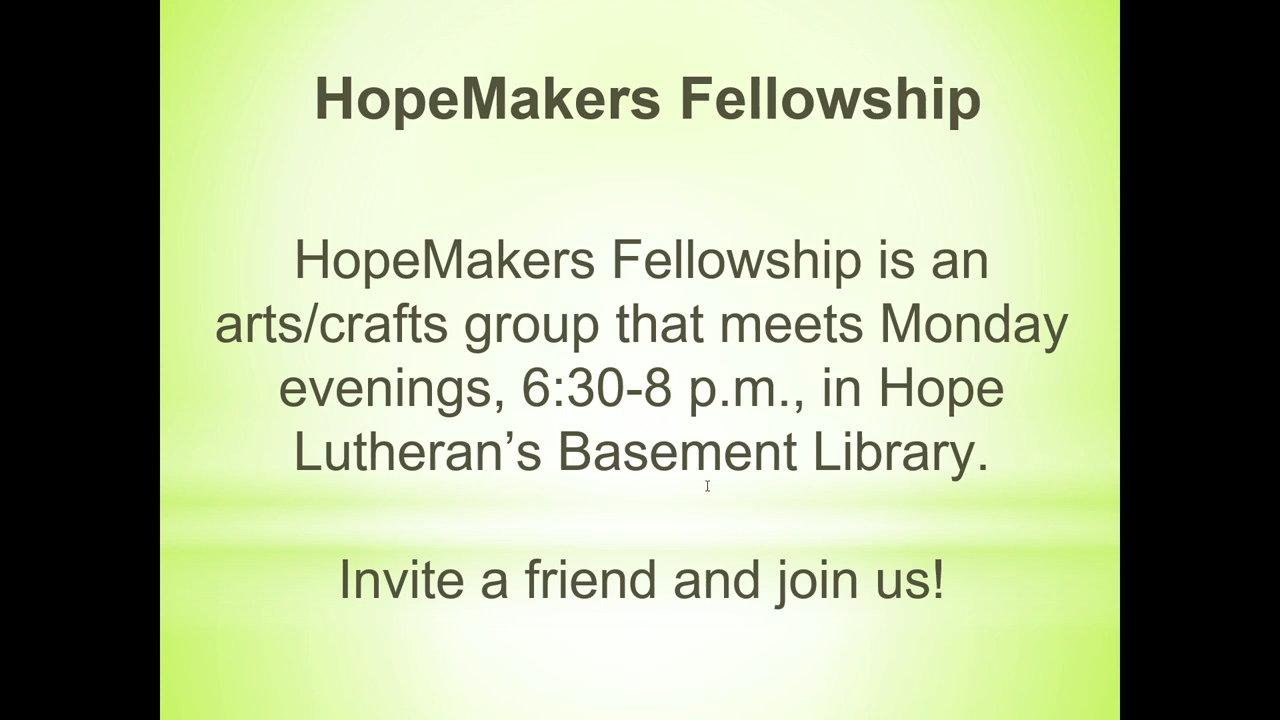 HopeMakers Fellowship
HopeMakers Fellowship is an
arts/crafts group that meets Monday
evenings, 6:30-8 p.m., in Hope
Lutheran’s Basement Library.
Invite a friend and join us!